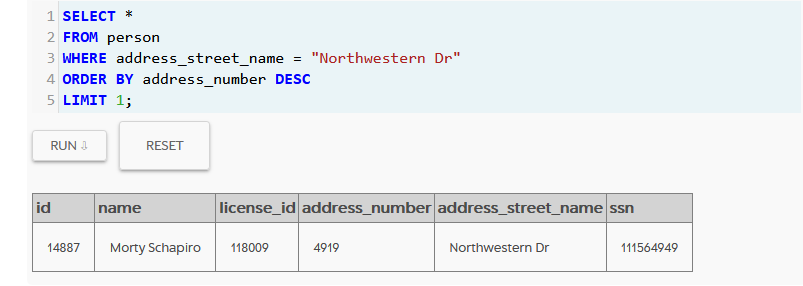 1 SELECT *
2 FROM person
3 WHERE address_street_name = "Northwestern Dr"
4 ORDER BY address_number DESC
5 LIMIT 1;
RUN ⇩ RESET
id name license_id address_number address_street_name ssn
14887 Morty Schapiro 118009 4919 Northwestern Dr 111564949